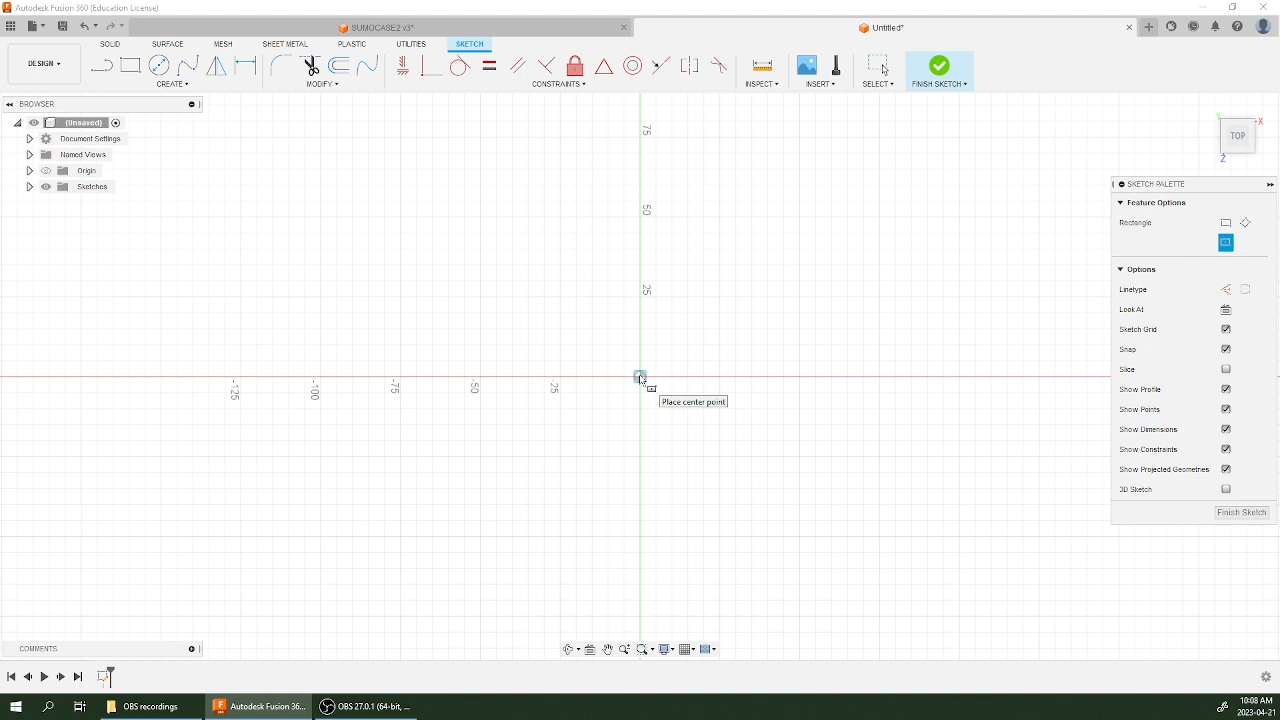 Autodesk Fusion 360 (Education License)
SUMOCASE2 v3*
Untitled*
SOLID SURFACE MESH SHEET METAL PLASTIC UTILITIES SKETCH
DESIGN
CREATE MODIFY CONSTRAINTS INSPECT INSERT SELECT FINISH SKETCH
BROWSER
(Unsaved)
Document Settings
Named Views
Origin
Sketches
75
50
25
-125
-100
-75
-50
-25
Place center point
Y
X
TOP
Z
SKETCH PALETTE
Feature Options
Rectangle
Options
Linetype
Look At
Sketch Grid
Snap
Slice
Show Profile
Show Points
Show Dimensions
Show Constraints
Show Projected Geometries
3D Sketch
Finish Sketch
COMMENTS
OBS recordings
Autodesk Fusion 360...
OBS 27.0.1 (64-bit, ...
10:08 AM
2023-04-21